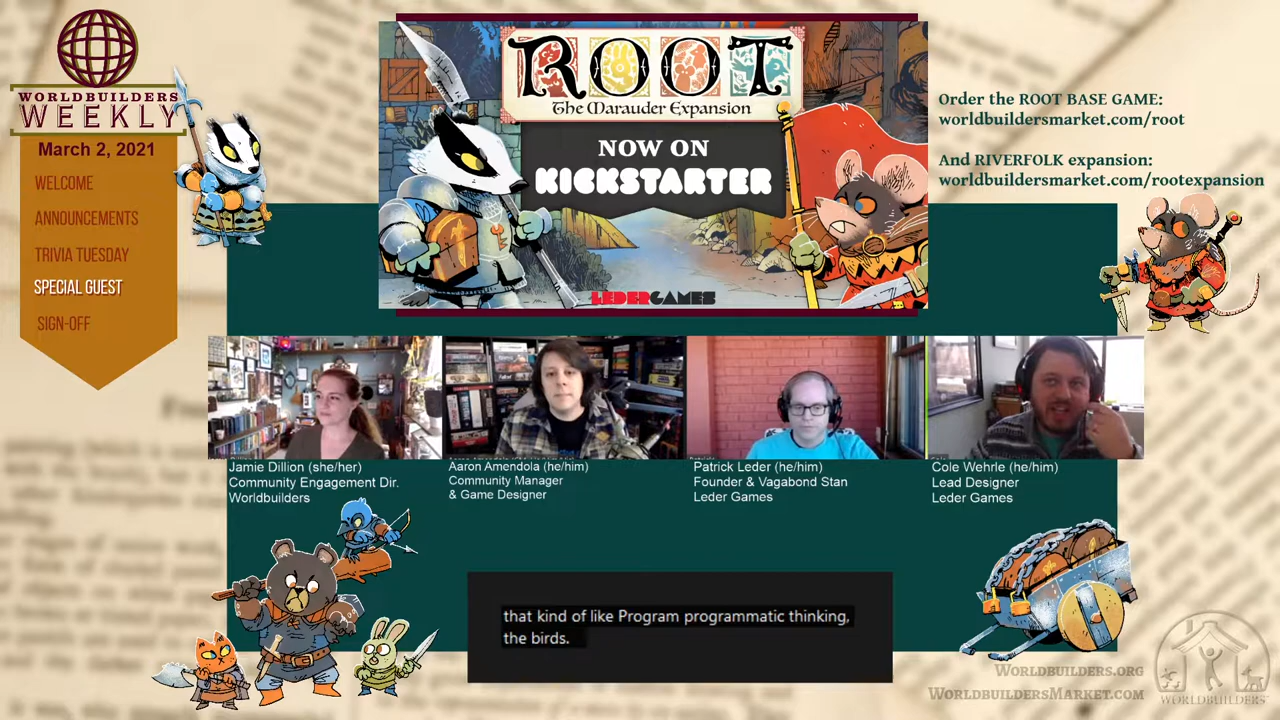 WORLDBUILDERS
WEEKLY
March 2, 2021
WELCOME
ANNOUNCEMENTS
TRIVIA TUESDAY
SPECIAL GUEST
SIGN-OFF
ROOT
The Marauder Expansion
NOW ON
KICKSTARTER
LEDERGAMES
Order the ROOT BASE GAME:
worldbuildersmarket.com/root
And RIVERFOLK expansion:
worldbuildersmarket.com/rootexpansion
Jamie Dillion (she/her)
Community Engagement Dir.
Worldbuilders
Aaron Amendola (he/him)
Community Manager
& Game Designer
Patrick Leder (he/him)
Founder & Vagabond Stan
Leder Games
Cole Wehrle (he/him)
Lead Designer
Leder Games
that kind of like Program programmatic thinking,
the birds.
WORLDBUILDERS.ORG
WORLDBUILDERSMARKET.COM
WORLDBUILDERS